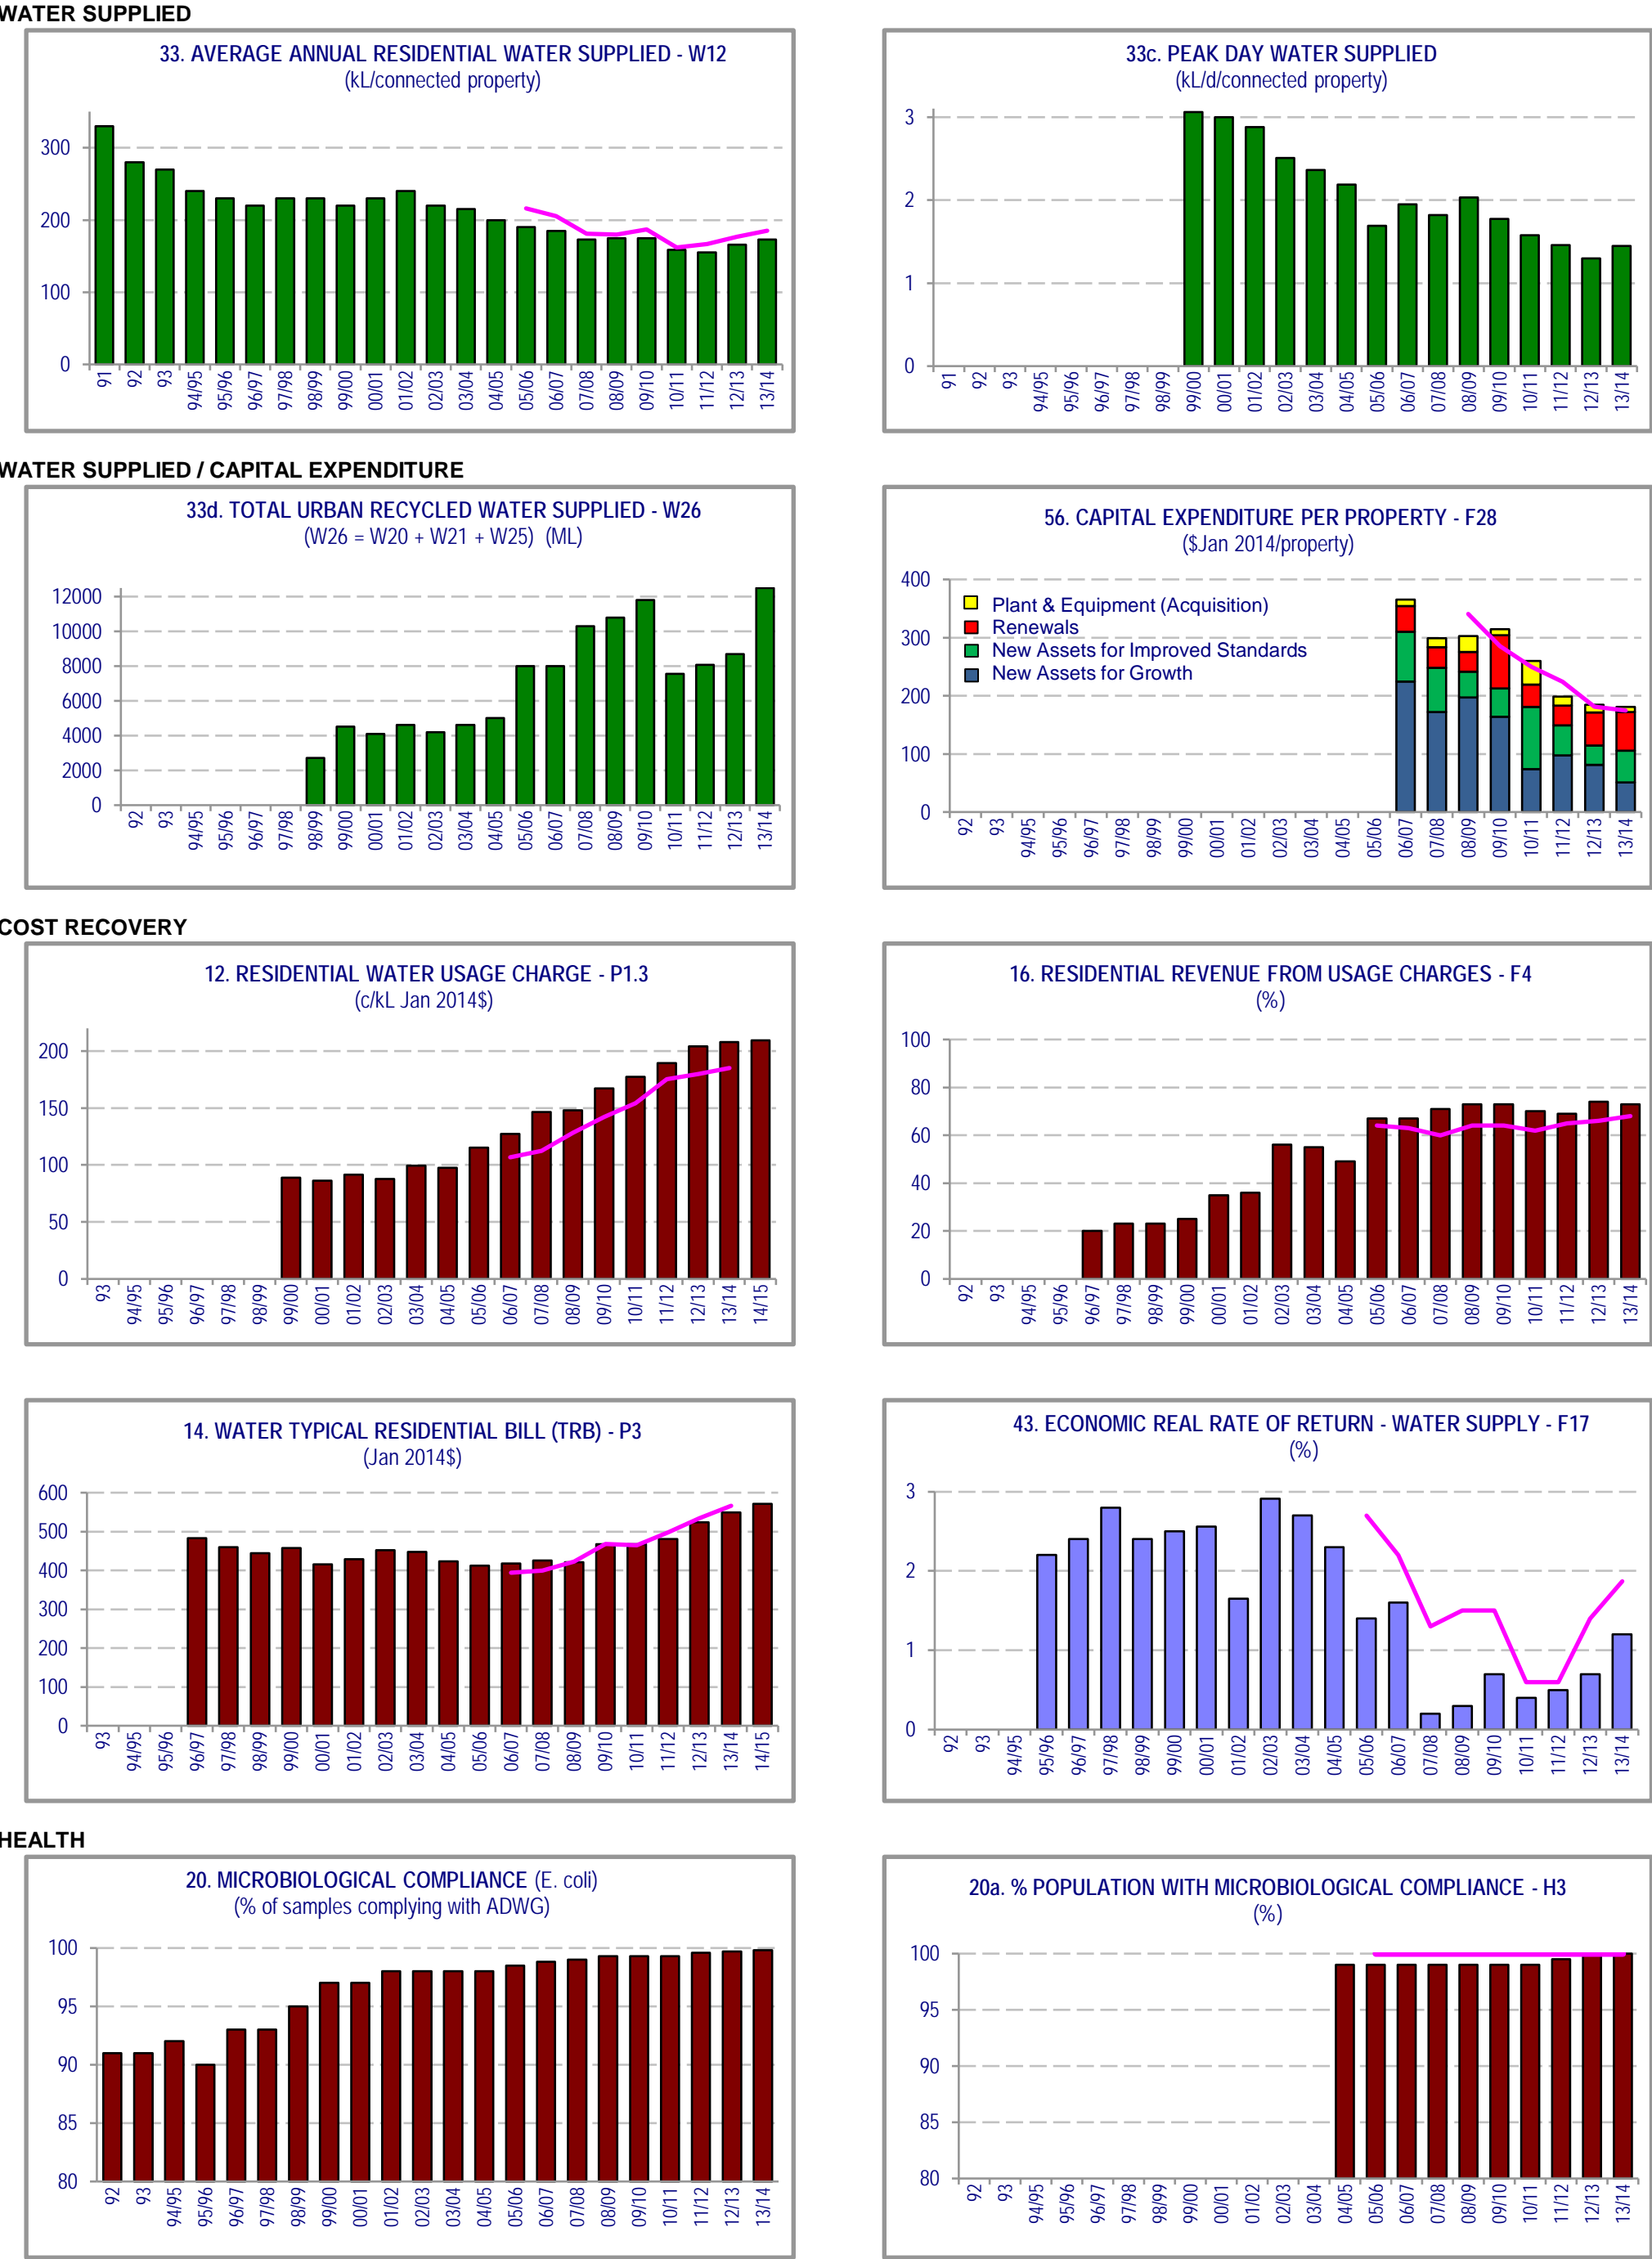 WATER SUPPLIED
33. AVERAGE ANNUAL RESIDENTIAL WATER SUPPLIED - W12
(kL/connected property)
300
200
100
0
91 92 93 94/95 95/96 96/97 97/98 98/99 99/00 00/01 01/02 02/03 03/04 04/05 05/06 06/07 07/08 08/09 09/10 10/11 11/12 12/13 13/14
33c. PEAK DAY WATER SUPPLIED
(kL/d/connected property)
3
2
1
0
91 92 93 94/95 95/96 96/97 97/98 98/99 99/00 00/01 01/02 02/03 03/04 04/05 05/06 06/07 07/08 08/09 09/10 10/11 11/12 12/13 13/14
WATER SUPPLIED / CAPITAL EXPENDITURE
33d. TOTAL URBAN RECYCLED WATER SUPPLIED - W26
(W26 = W20 + W21 + W25) (ML)
12000
10000
8000
6000
4000
2000
0
92 93 94/95 95/96 96/97 97/98 98/99 99/00 00/01 01/02 02/03 03/04 04/05 05/06 06/07 07/08 08/09 09/10 10/11 11/12 12/13 13/14
56. CAPITAL EXPENDITURE PER PROPERTY - F28
($Jan 2014/property)
400
300
200
100
0
Plant & Equipment (Acquisition)
Renewals
New Assets for Improved Standards
New Assets for Growth
92 93 94/95 95/96 96/97 97/98 98/99 99/00 00/01 01/02 02/03 03/04 04/05 05/06 06/07 07/08 08/09 09/10 10/11 11/12 12/13 13/14
COST RECOVERY
12. RESIDENTIAL WATER USAGE CHARGE - P1.3
(c/kL Jan 2014$)
200
150
100
50
0
93 94/95 95/96 96/97 97/98 98/99 99/00 00/01 01/02 02/03 03/04 04/05 05/06 06/07 07/08 08/09 09/10 10/11 11/12 12/13 13/14 14/15
16. RESIDENTIAL REVENUE FROM USAGE CHARGES - F4
(%)
100
80
60
40
20
0
92 93 94/95 95/96 96/97 97/98 98/99 99/00 00/01 01/02 02/03 03/04 04/05 05/06 06/07 07/08 08/09 09/10 10/11 11/12 12/13 13/14
14. WATER TYPICAL RESIDENTIAL BILL (TRB) - P3
(Jan 2014$)
600
500
400
300
200
100
0
93 94/95 95/96 96/97 97/98 98/99 99/00 00/01 01/02 02/03 03/04 04/05 05/06 06/07 07/08 08/09 09/10 10/11 11/12 12/13 13/14 14/15
43. ECONOMIC REAL RATE OF RETURN - WATER SUPPLY - F17
(%)
3
2
1
0
92 93 94/95 95/96 96/97 97/98 98/99 99/00 00/01 01/02 02/03 03/04 04/05 05/06 06/07 07/08 08/09 09/10 10/11 11/12 12/13 13/14
HEALTH
20. MICROBIOLOGICAL COMPLIANCE (E. coli)
(% of samples complying with ADWG)
100
95
90
85
80
92 93 94/95 95/96 96/97 97/98 98/99 99/00 00/01 01/02 02/03 03/04 04/05 05/06 06/07 07/08 08/09 09/10 10/11 11/12 12/13 13/14
20a. % POPULATION WITH MICROBIOLOGICAL COMPLIANCE - H3
(%)
100
95
90
85
80
92 93 94/95 95/96 96/97 97/98 98/99 99/00 00/01 01/02 02/03 03/04 04/05 05/06 06/07 07/08 08/09 09/10 10/11 11/12 12/13 13/14